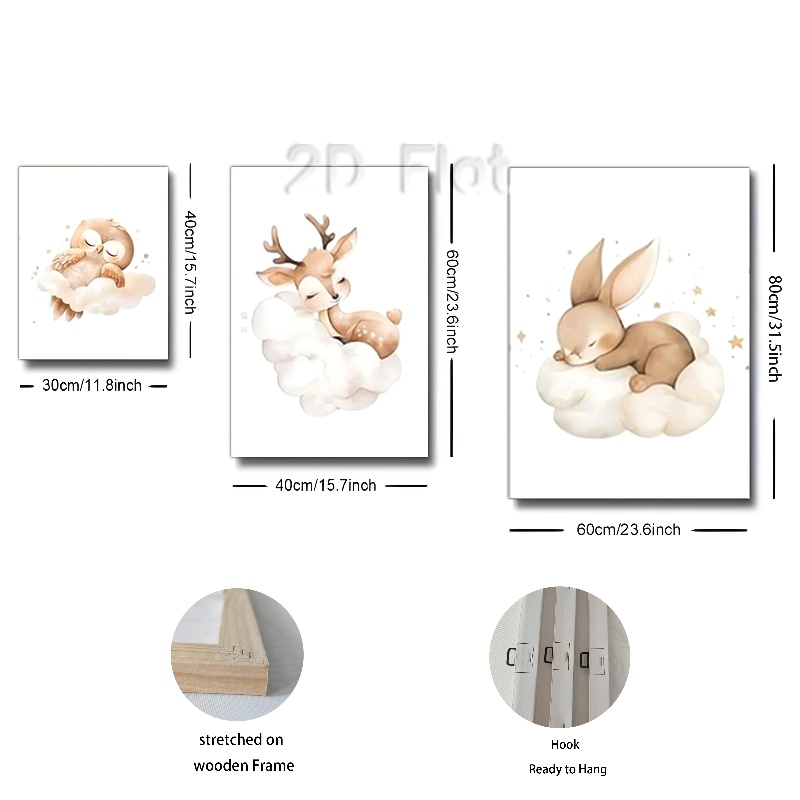 2D Flat
40cm/15.7inch
30cm/11.8inch
60cm/23.6inch
40cm/15.7inch
80cm/31.5inch
60cm/23.6inch
stretched on
wooden Frame
Hook
Ready to Hang